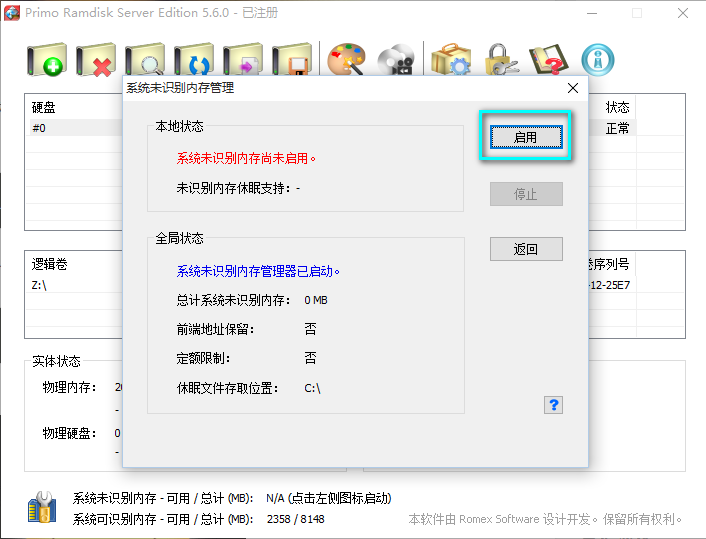 Primo Ramdisk Server Edition 5.6.0 - 已注册
系统未识别内存管理
硬盘
状态
#0
正常
本地状态
系统未识别内存尚未启用。
未识别内存休眠支持: -
启用
停止
返回
全局状态
系统未识别内存管理器已启动。
总计系统未识别内存: 0 MB
前端地址保留: 否
定额限制: 否
休眠文件存取位置: C:\
?
逻辑卷
卷序列号
Z:\
-12-25E7
实体状态
物理内存:
-
物理硬盘: 0
-
系统未识别内存 - 可用 / 总计 (MB): N/A (点击左侧图标启动)
系统可识别内存 - 可用 / 总计 (MB): 2358 / 8148
本软件由 Romex Software 设计开发。保留所有权利。